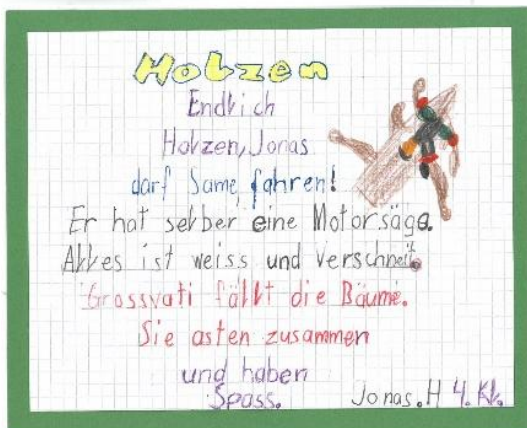 Holzen
Endlich
Holzen, Jonas
darf Same fahren!
Er hat selber eine Motorsäge.
Alles ist weiss und verschneit.
Grossvati fällt die Bäume.
Sie asten zusammen
und haben
Spass.
Jonas.H 4. Kl.